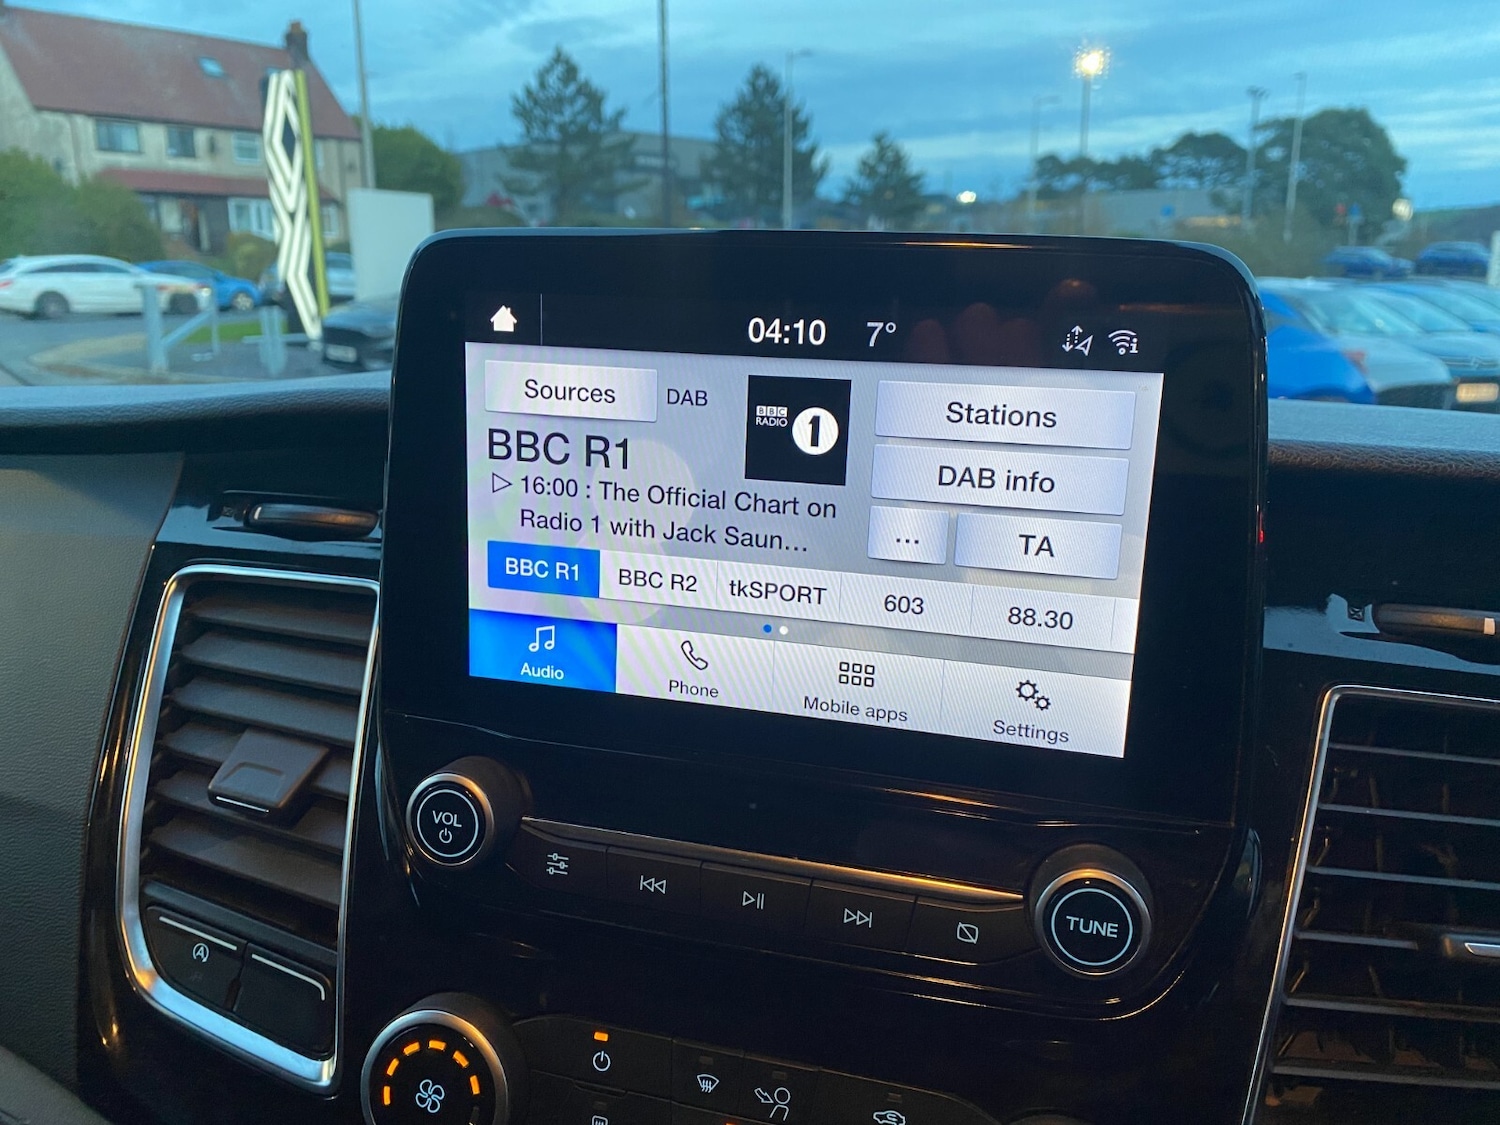 04:10 7°
Sources DAB
BBC
RADIO
1
Stations
BBC R1
DAB info
16:00 : The Official Chart on
Radio 1 with Jack Saun...
... TA
BBC R1 BBC R2 tkSPORT 603 88.30
Audio Phone Mobile apps Settings
VOL
TUNE
A